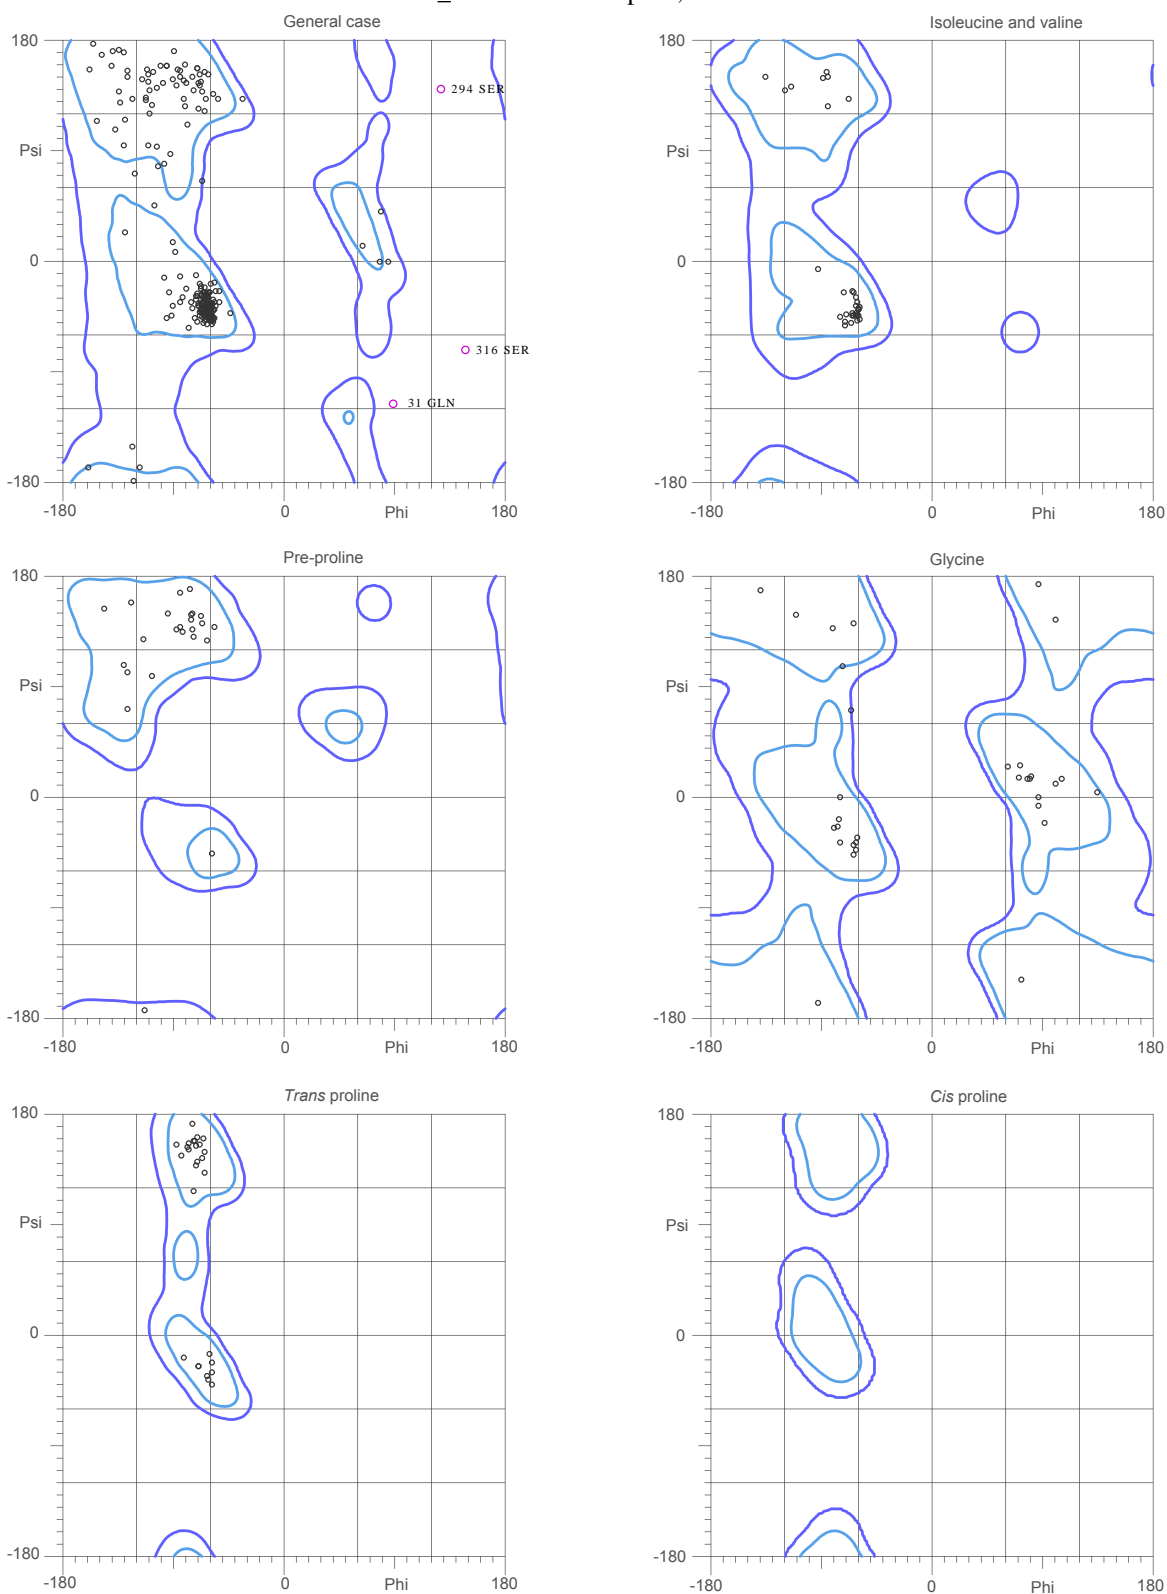 General case
Isoleucine and valine
180
180
294 SER
Psi
Psi
0
0
316 SER
31 GLN
-180
-180
-180
0
Phi
180
-180
0
Phi
180
Pre-proline
Glycine
180
180
Psi
Psi
0
0
-180
-180
-180
0
Phi
180
-180
0
Phi
180
Trans proline
Cis proline
180
180
Psi
Psi
0
0
-180
-180
-180
0
Phi
180
-180
0
Phi
180